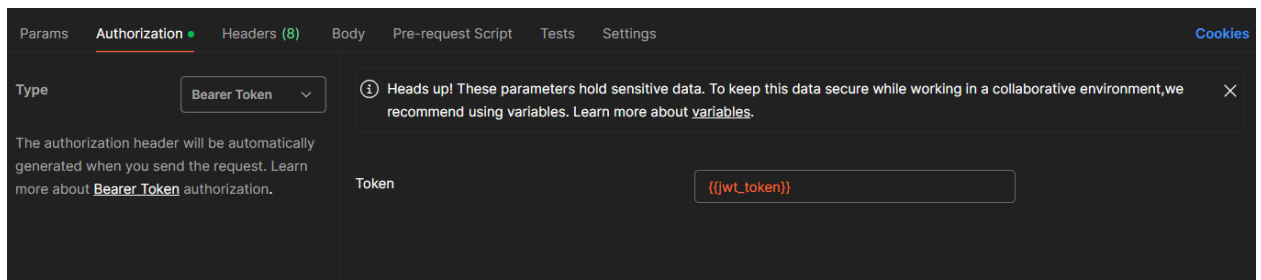 Params Authorization Headers (8) Body Pre-request Script Tests Settings Cookies
Type Bearer Token
The authorization header will be automatically
generated when you send the request. Learn
more about Bearer Token authorization.
Heads up! These parameters hold sensitive data. To keep this data secure while working in a collaborative environment,we
recommend using variables. Learn more about variables.
Token {{jwt_token}}